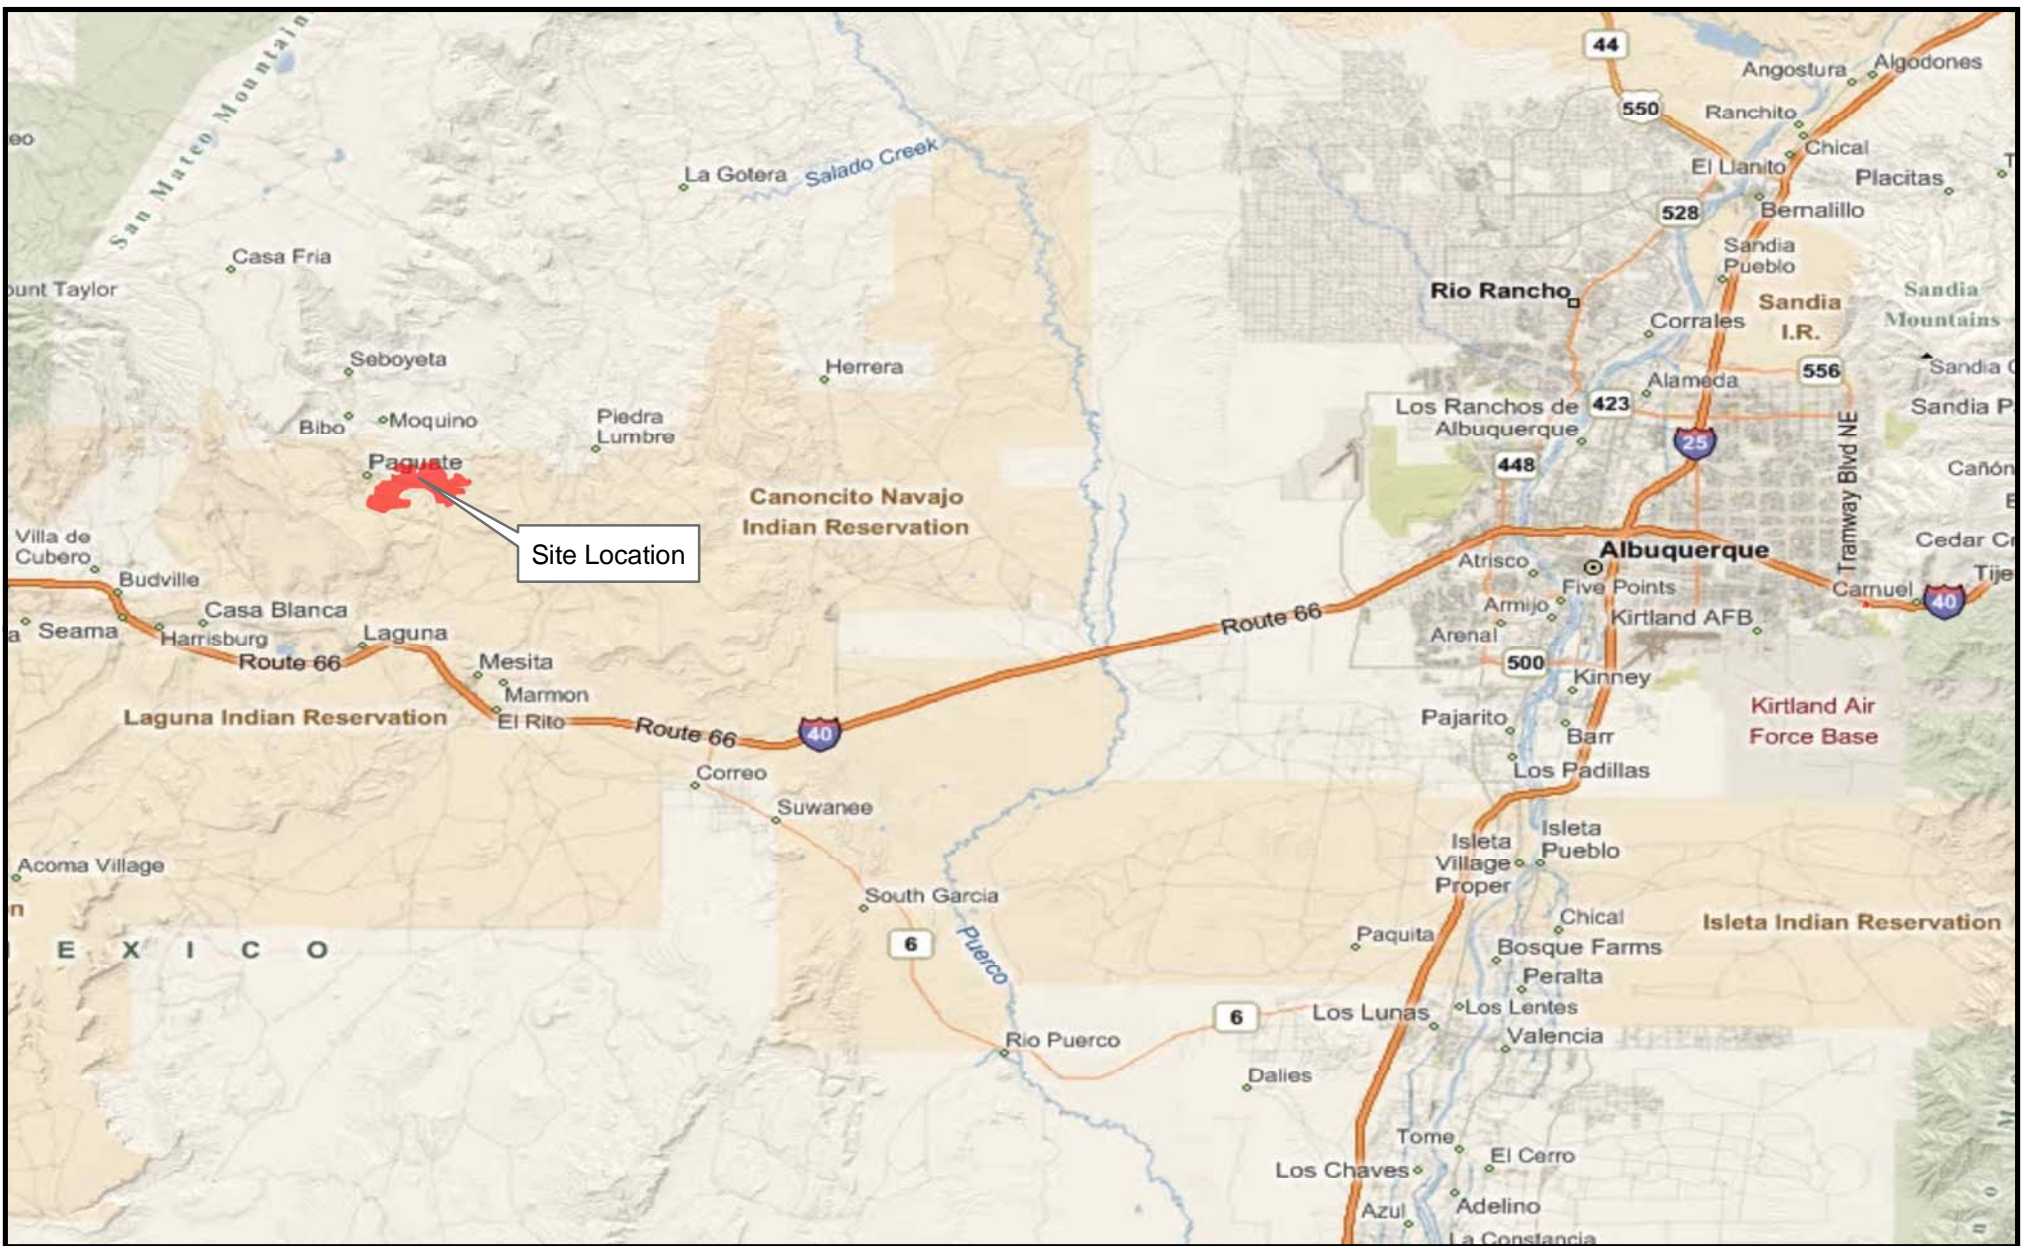 44
Algodones
Angostura
550
Ranchito
Chical
El Llanito
Placitas
528
Bernalillo
San Mateo Mountain
eo
La Gotera
Salado Creek
Casa Fria
ount Taylor
Sandia
Pueblo
Rio Rancho
Sandia
I.R.
Sandia
Mountains
Corrales
Seboyeta
Herrera
556
Sandia C
Alameda
423
Los Ranchos de
Albuquerque
Sandia P
Bibo
Moquino
Piedra
Lumbre
25
Tramway Blvd NE
Paguate
448
Cañón
Canoncito Navajo
Indian Reservation
E
Site Location
Villa de
Cubero
Albuquerque
Cedar Cr
Atrisco
Budville
Five Points
Tije
Carnuel
40
Casa Blanca
Armijo
Kirtland AFB
a
Seama
Harrisburg
Laguna
Route 66
Arenal
Route 66
Mesita
500
Marmon
Kinney
Laguna Indian Reservation
El Rito
Route 66
40
Pajarito
Barr
Kirtland Air
Force Base
Correo
Los Padillas
Suwanee
Isleta
Village
Proper
Isleta
Pueblo
Acoma Village
South Garcia
n
Chical
Isleta Indian Reservation
6
Puerco
Paquita
Bosque Farms
E X I C O
Peralta
Los Lentes
6
Los Lunas
Valencia
Rio Puerco
Dalies
Tome
El Cerro
Los Chaves
Adelino
Azul
La Constancia